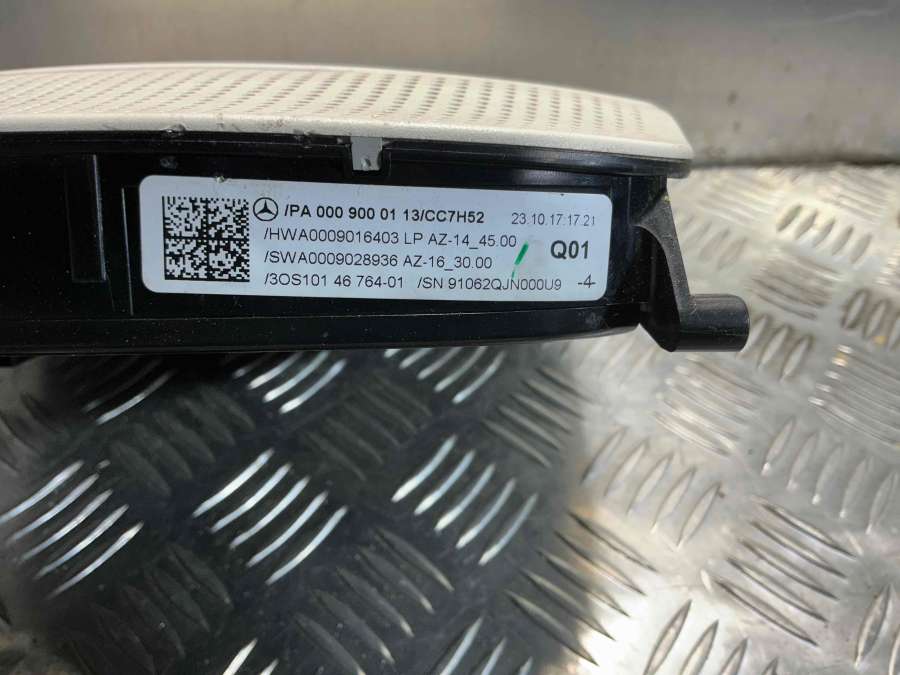 /PA 000 900 01 13/CC7H52 23.10.17 17 21
/HWA0009016403 LP AZ-14_45.00
/SWA0009028936 AZ-16_30.00 Q01
/3OS101 46 764-01 /SN 91062QJN000U9 -4-